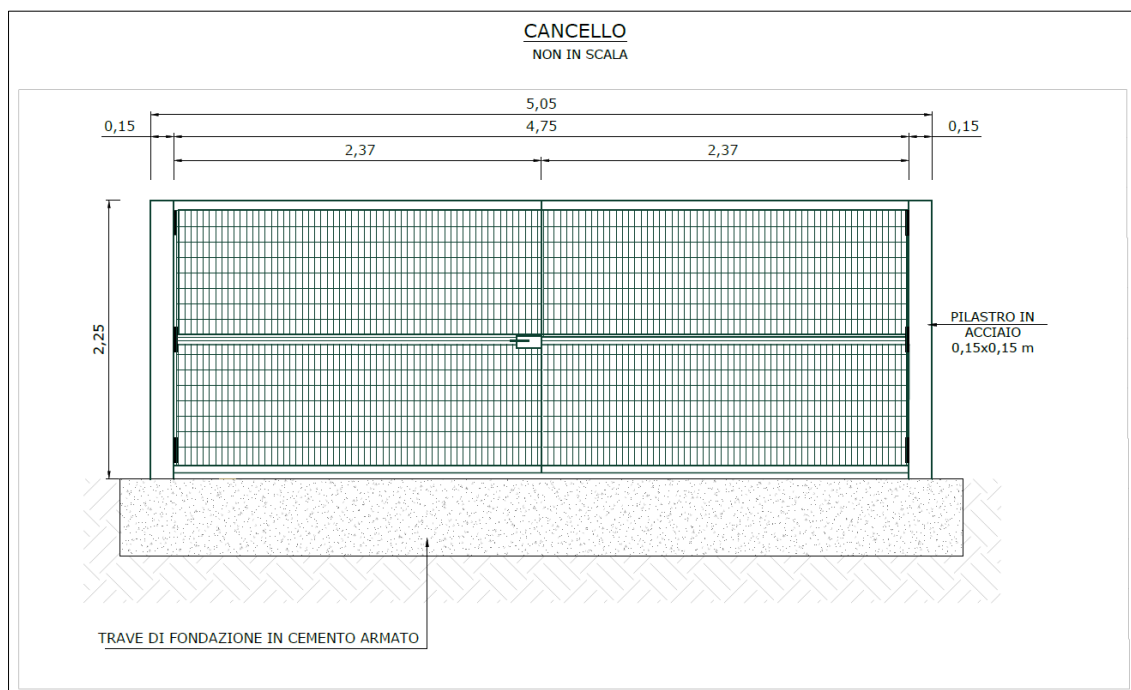 CANCELLO
NON IN SCALA
5,05
0,15 4,75 0,15
2,37 2,37
2,25
PILASTRO IN
ACCIAIO
0,15x0,15 m
TRAVE DI FONDAZIONE IN CEMENTO ARMATO